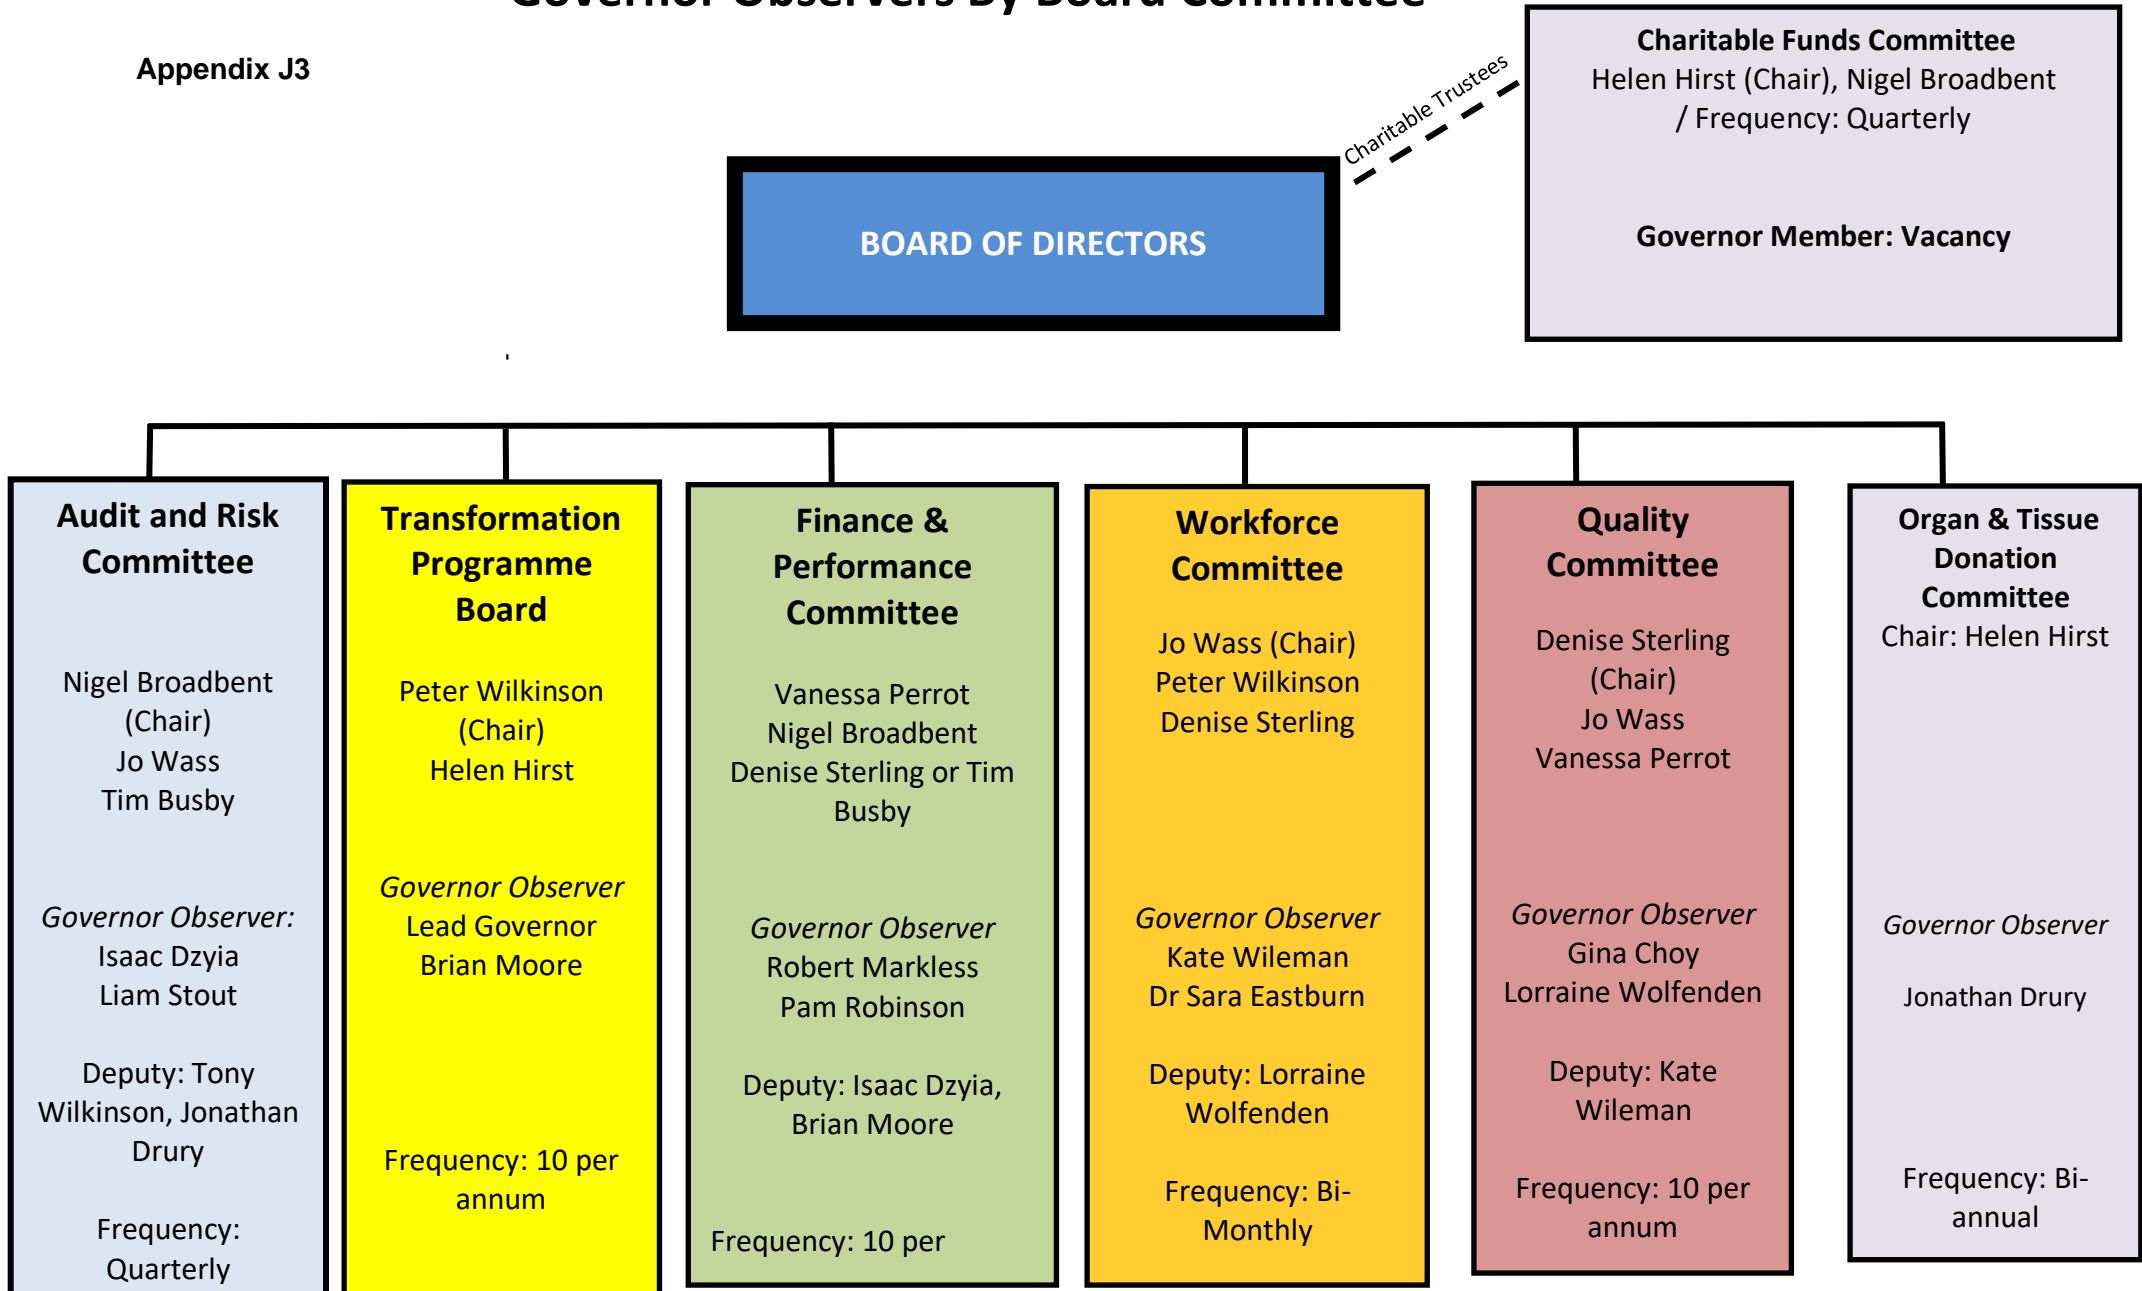 Governor Observers By Board Committee
Appendix J3
Charitable Trustees
Charitable Funds Committee
Helen Hirst (Chair), Nigel Broadbent
/ Frequency: Quarterly
Governor Member: Vacancy
BOARD OF DIRECTORS
Audit and Risk
Committee
Nigel Broadbent
(Chair)
Jo Wass
Tim Busby
Governor Observer:
Isaac Dzyia
Liam Stout
Deputy: Tony
Wilkinson, Jonathan
Drury
Frequency:
Quarterly
Transformation
Programme
Board
Peter Wilkinson
(Chair)
Helen Hirst
Governor Observer
Lead Governor
Brian Moore
Frequency: 10 per
annum
Finance &
Performance
Committee
Vanessa Perrot
Nigel Broadbent
Denise Sterling or Tim
Busby
Governor Observer
Robert Markless
Pam Robinson
Deputy: Isaac Dzyia,
Brian Moore
Frequency: 10 per
Workforce
Committee
Jo Wass (Chair)
Peter Wilkinson
Denise Sterling
Governor Observer
Kate Wileman
Dr Sara Eastburn
Deputy: Lorraine
Wolfenden
Frequency: Bi-
Monthly
Quality
Committee
Denise Sterling
(Chair)
Jo Wass
Vanessa Perrot
Governor Observer
Gina Choy
Lorraine Wolfenden
Deputy: Kate
Wileman
Frequency: 10 per
annum
Organ & Tissue
Donation
Committee
Chair: Helen Hirst
Governor Observer
Jonathan Drury
Frequency: Bi-
annual